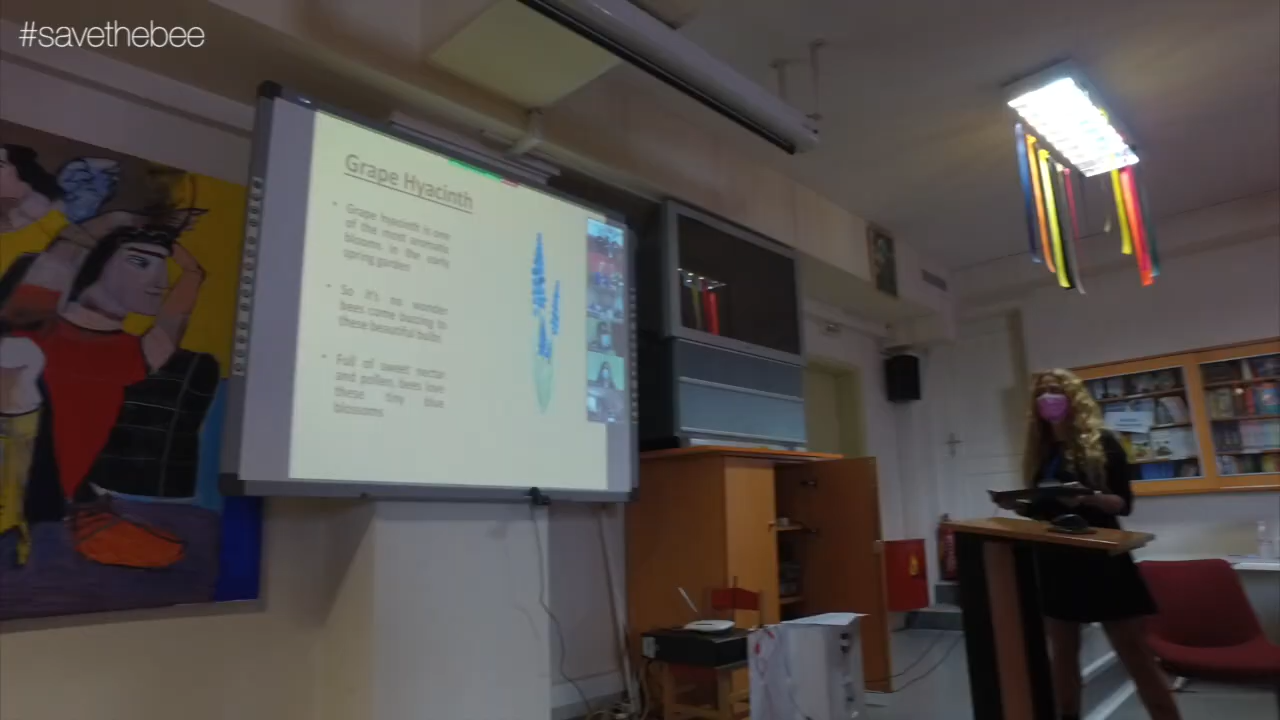 #savethebee
Grape Hyacinth
• Grape hyacinth is one
of the most aromatic
blooms in the early
spring garden
• So it's no wonder
bees come buzzing to
these beautiful bulbs
• Full of sweet nectar
and pollen, bees love
these tiny blue
blossoms